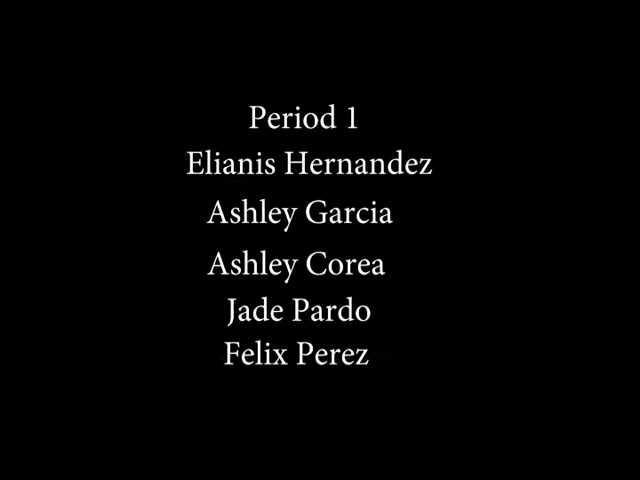 Period 1
Elianis Hernandez
Ashley Garcia
Ashley Corea
Jade Pardo
Felix Perez